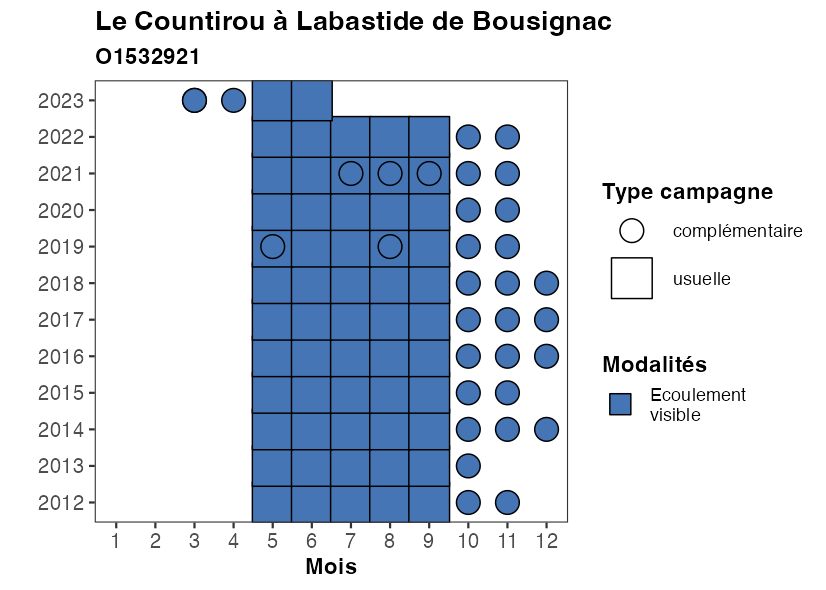 Le Countirou à Labastide de Bousignac
O1532921
2023
2022
2021
2020
2019
2018
2017
2016
2015
2014
2013
2012
1 2 3 4 5 6 7 8 9 10 11 12
Mois
Type campagne
complémentaire
usuelle
Modalités
Ecoulement
visible